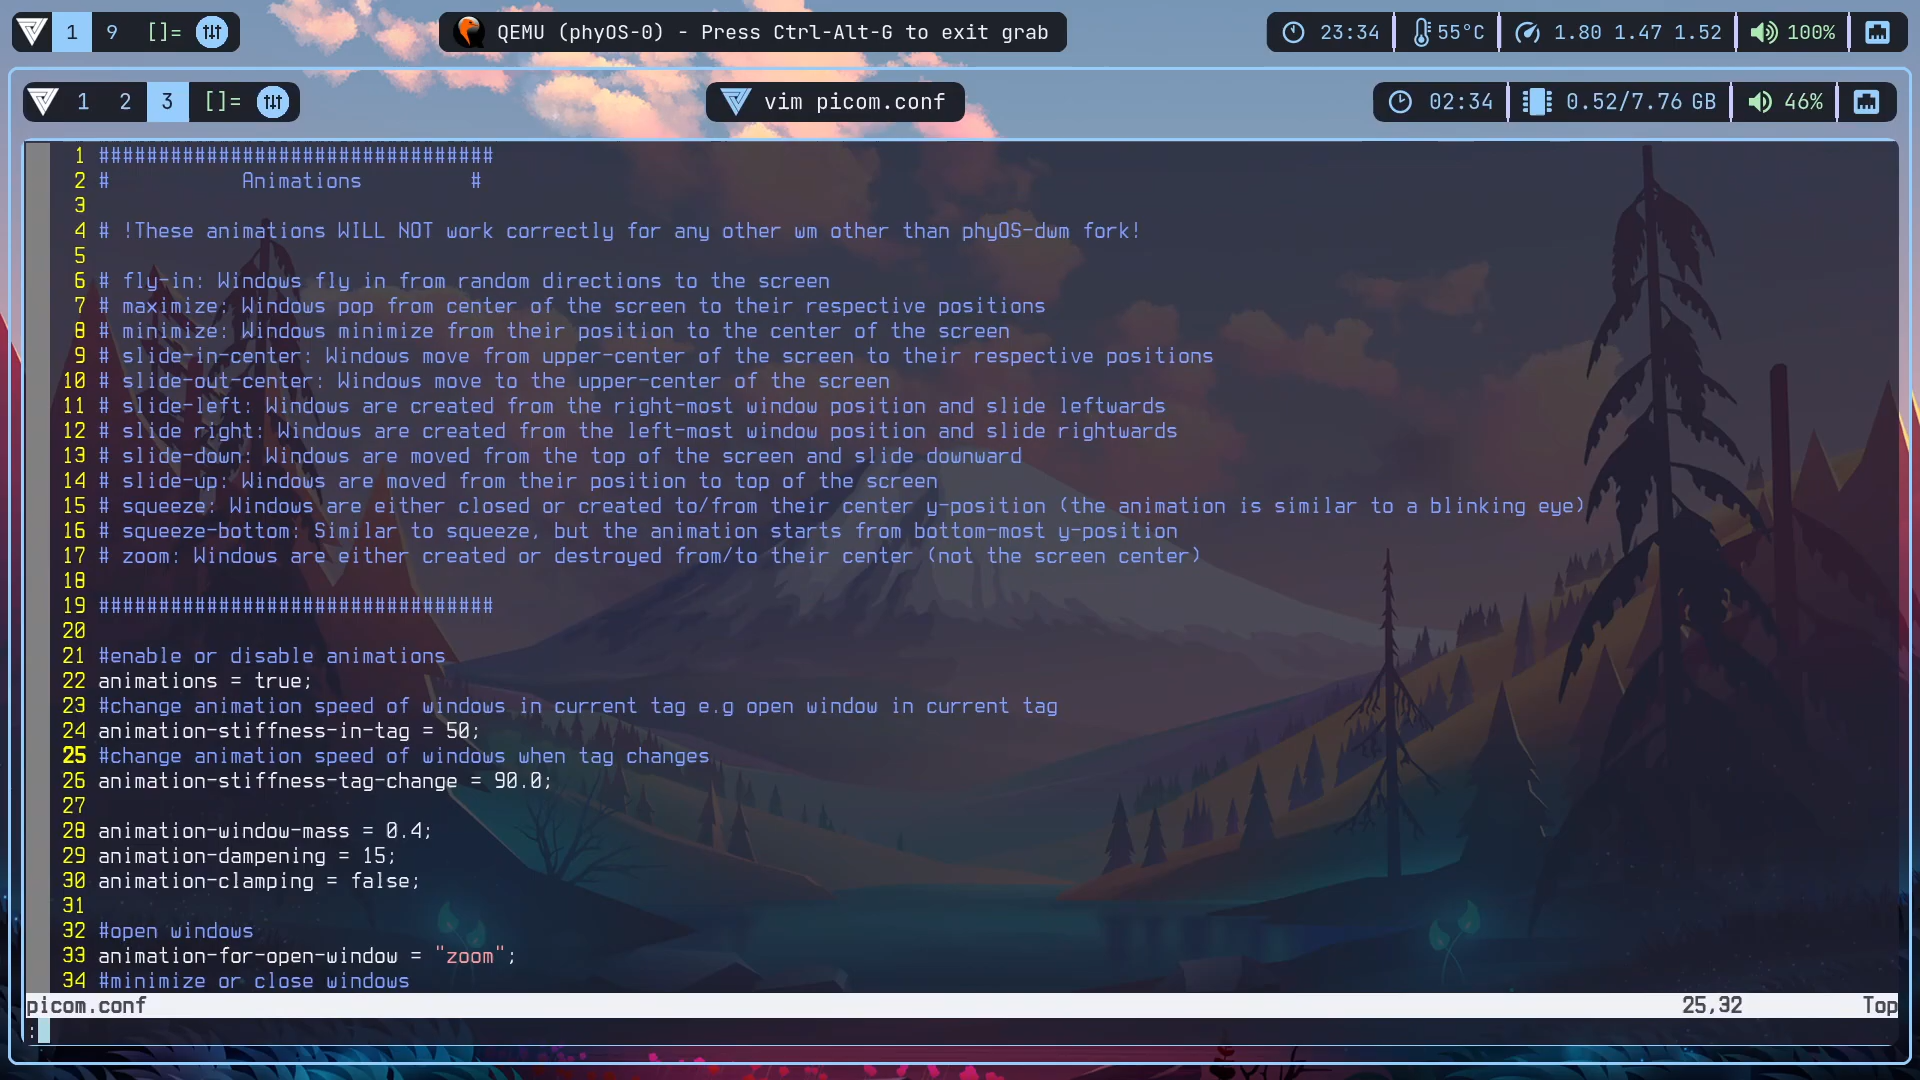 1 9 []= QEMU (phyOS-0) - Press Ctrl-Alt-G to exit grab 23:34 55°C 1.80 1.47 1.52 100%
1 2 3 []= vim picom.conf 02:34 0.52/7.76 GB 46%
1 #################################
2 #           Animations         #
3
4 # !These animations WILL NOT work correctly for any other wm other than phyOS-dwm fork!
5
6 # fly-in: Windows fly in from random directions to the screen
7 # maximize: Windows pop from center of the screen to their respective positions
8 # minimize: Windows minimize from their position to the center of the screen
9 # slide-in-center: Windows move from upper-center of the screen to their respective positions
10 # slide-out-center: Windows move to the upper-center of the screen
11 # slide-left: Windows are created from the right-most window position and slide leftwards
12 # slide right: Windows are created from the left-most window position and slide rightwards
13 # slide-down: Windows are moved from the top of the screen and slide downward
14 # slide-up: Windows are moved from their position to top of the screen
15 # squeeze: Windows are either closed or created to/from their center y-position (the animation is similar to a blinking eye)
16 # squeeze-bottom: Similar to squeeze, but the animation starts from bottom-most y-position
17 # zoom: Windows are either created or destroyed from/to their center (not the screen center)
18
19 #################################
20
21 #enable or disable animations
22 animations = true;
23 #change animation speed of windows in current tag e.g open window in current tag
24 animation-stiffness-in-tag = 50;
25 #change animation speed of windows when tag changes
26 animation-stiffness-tag-change = 90.0;
27
28 animation-window-mass = 0.4;
29 animation-dampening = 15;
30 animation-clamping = false;
31
32 #open windows
33 animation-for-open-window = "zoom";
34 #minimize or close windows
picom.conf 25,32 Top
: